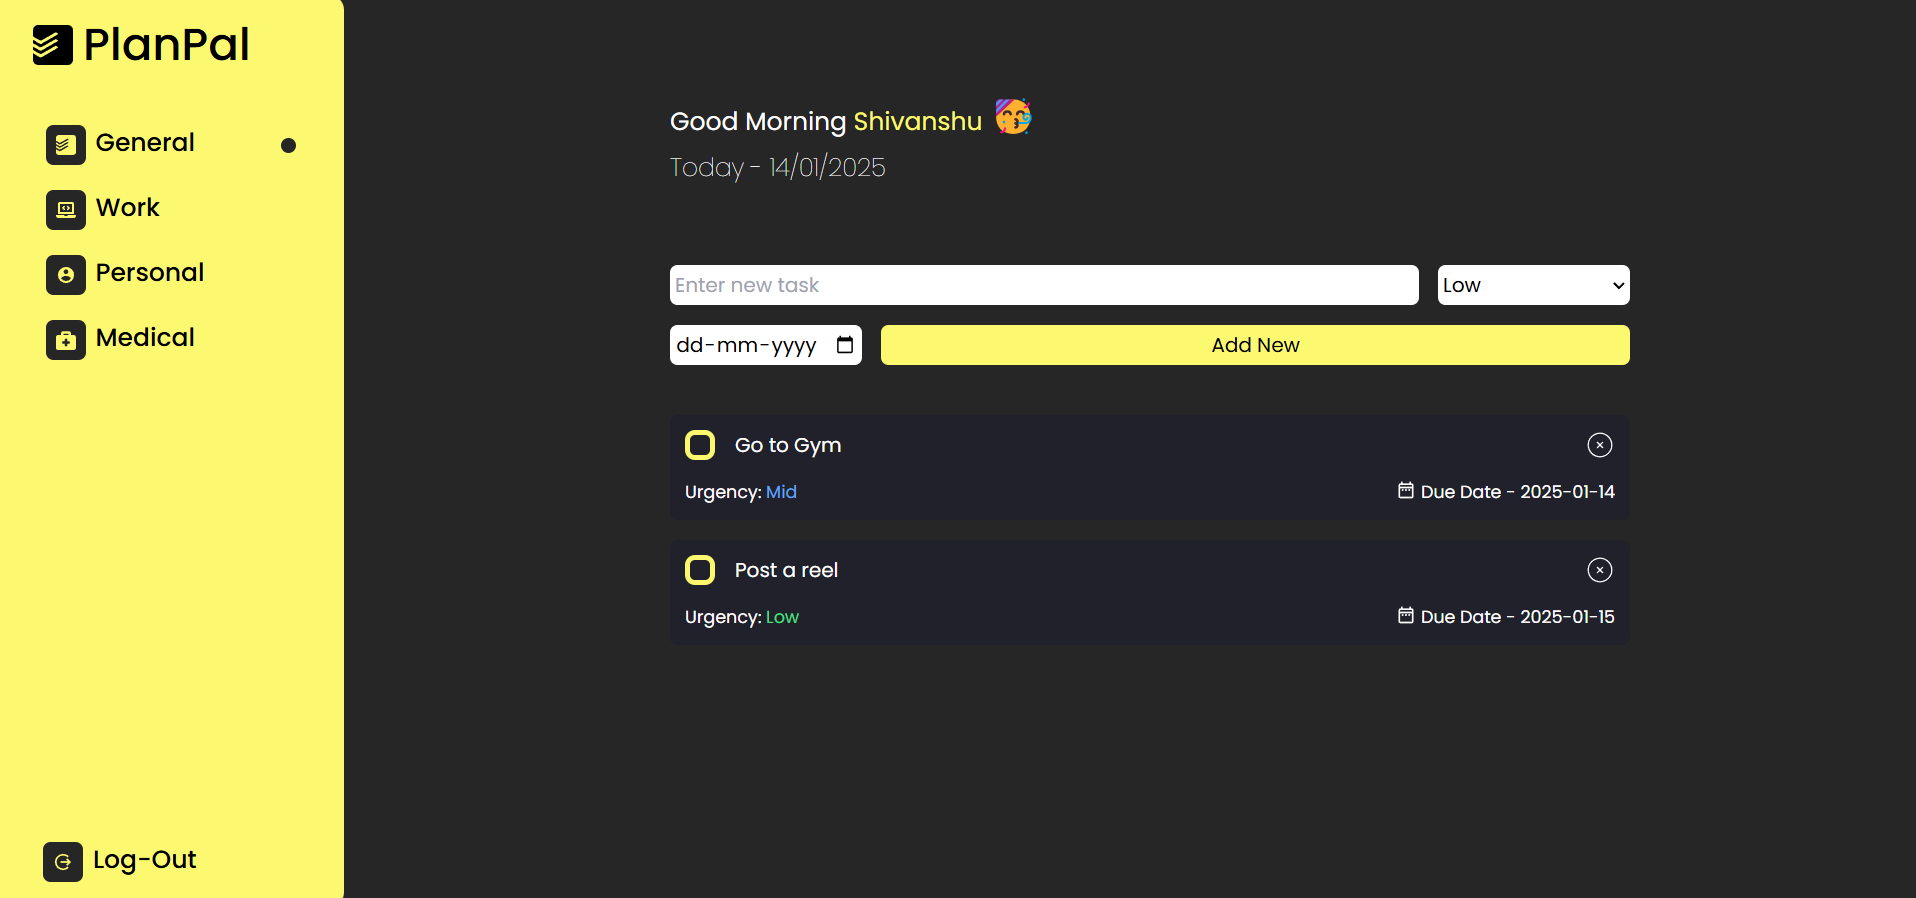 PlanPal
General
Work
Personal
Medical
Log-Out
Good Morning Shivanshu 🥳
Today - 14/01/2025
Enter new task
Low
dd-mm-yyyy
Add New
Go to Gym
Urgency: Mid
Due Date - 2025-01-14
Post a reel
Urgency: Low
Due Date - 2025-01-15